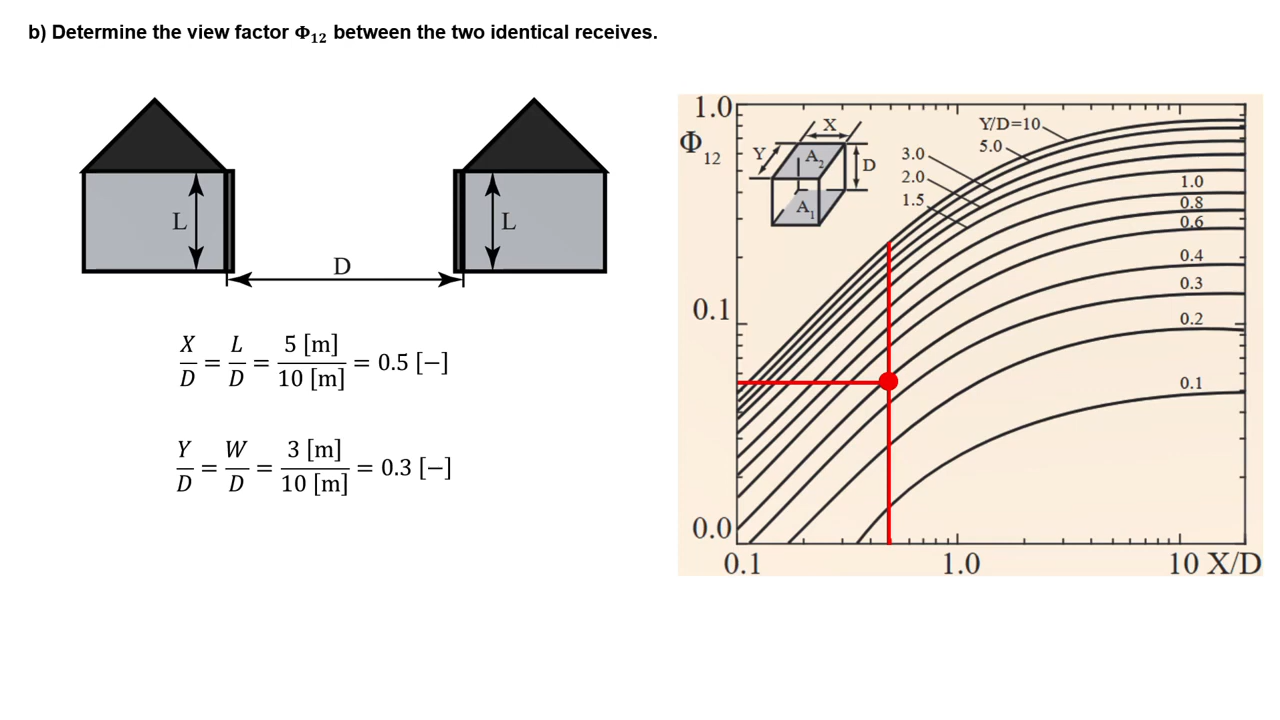 b) Determine the view factor Φ₁₂ between the two identical receives.
L
L
D
X/D = L/D = 5 [m]/10 [m] = 0.5 [−]
Y/D = W/D = 3 [m]/10 [m] = 0.3 [−]
1.0
Φ₁₂
0.1
0.0
X
Y
A₂
D
A₁
Y/D=10
5.0
3.0
2.0
1.5
1.0
0.8
0.6
0.4
0.3
0.2
0.1
0.1
1.0
10 X/D